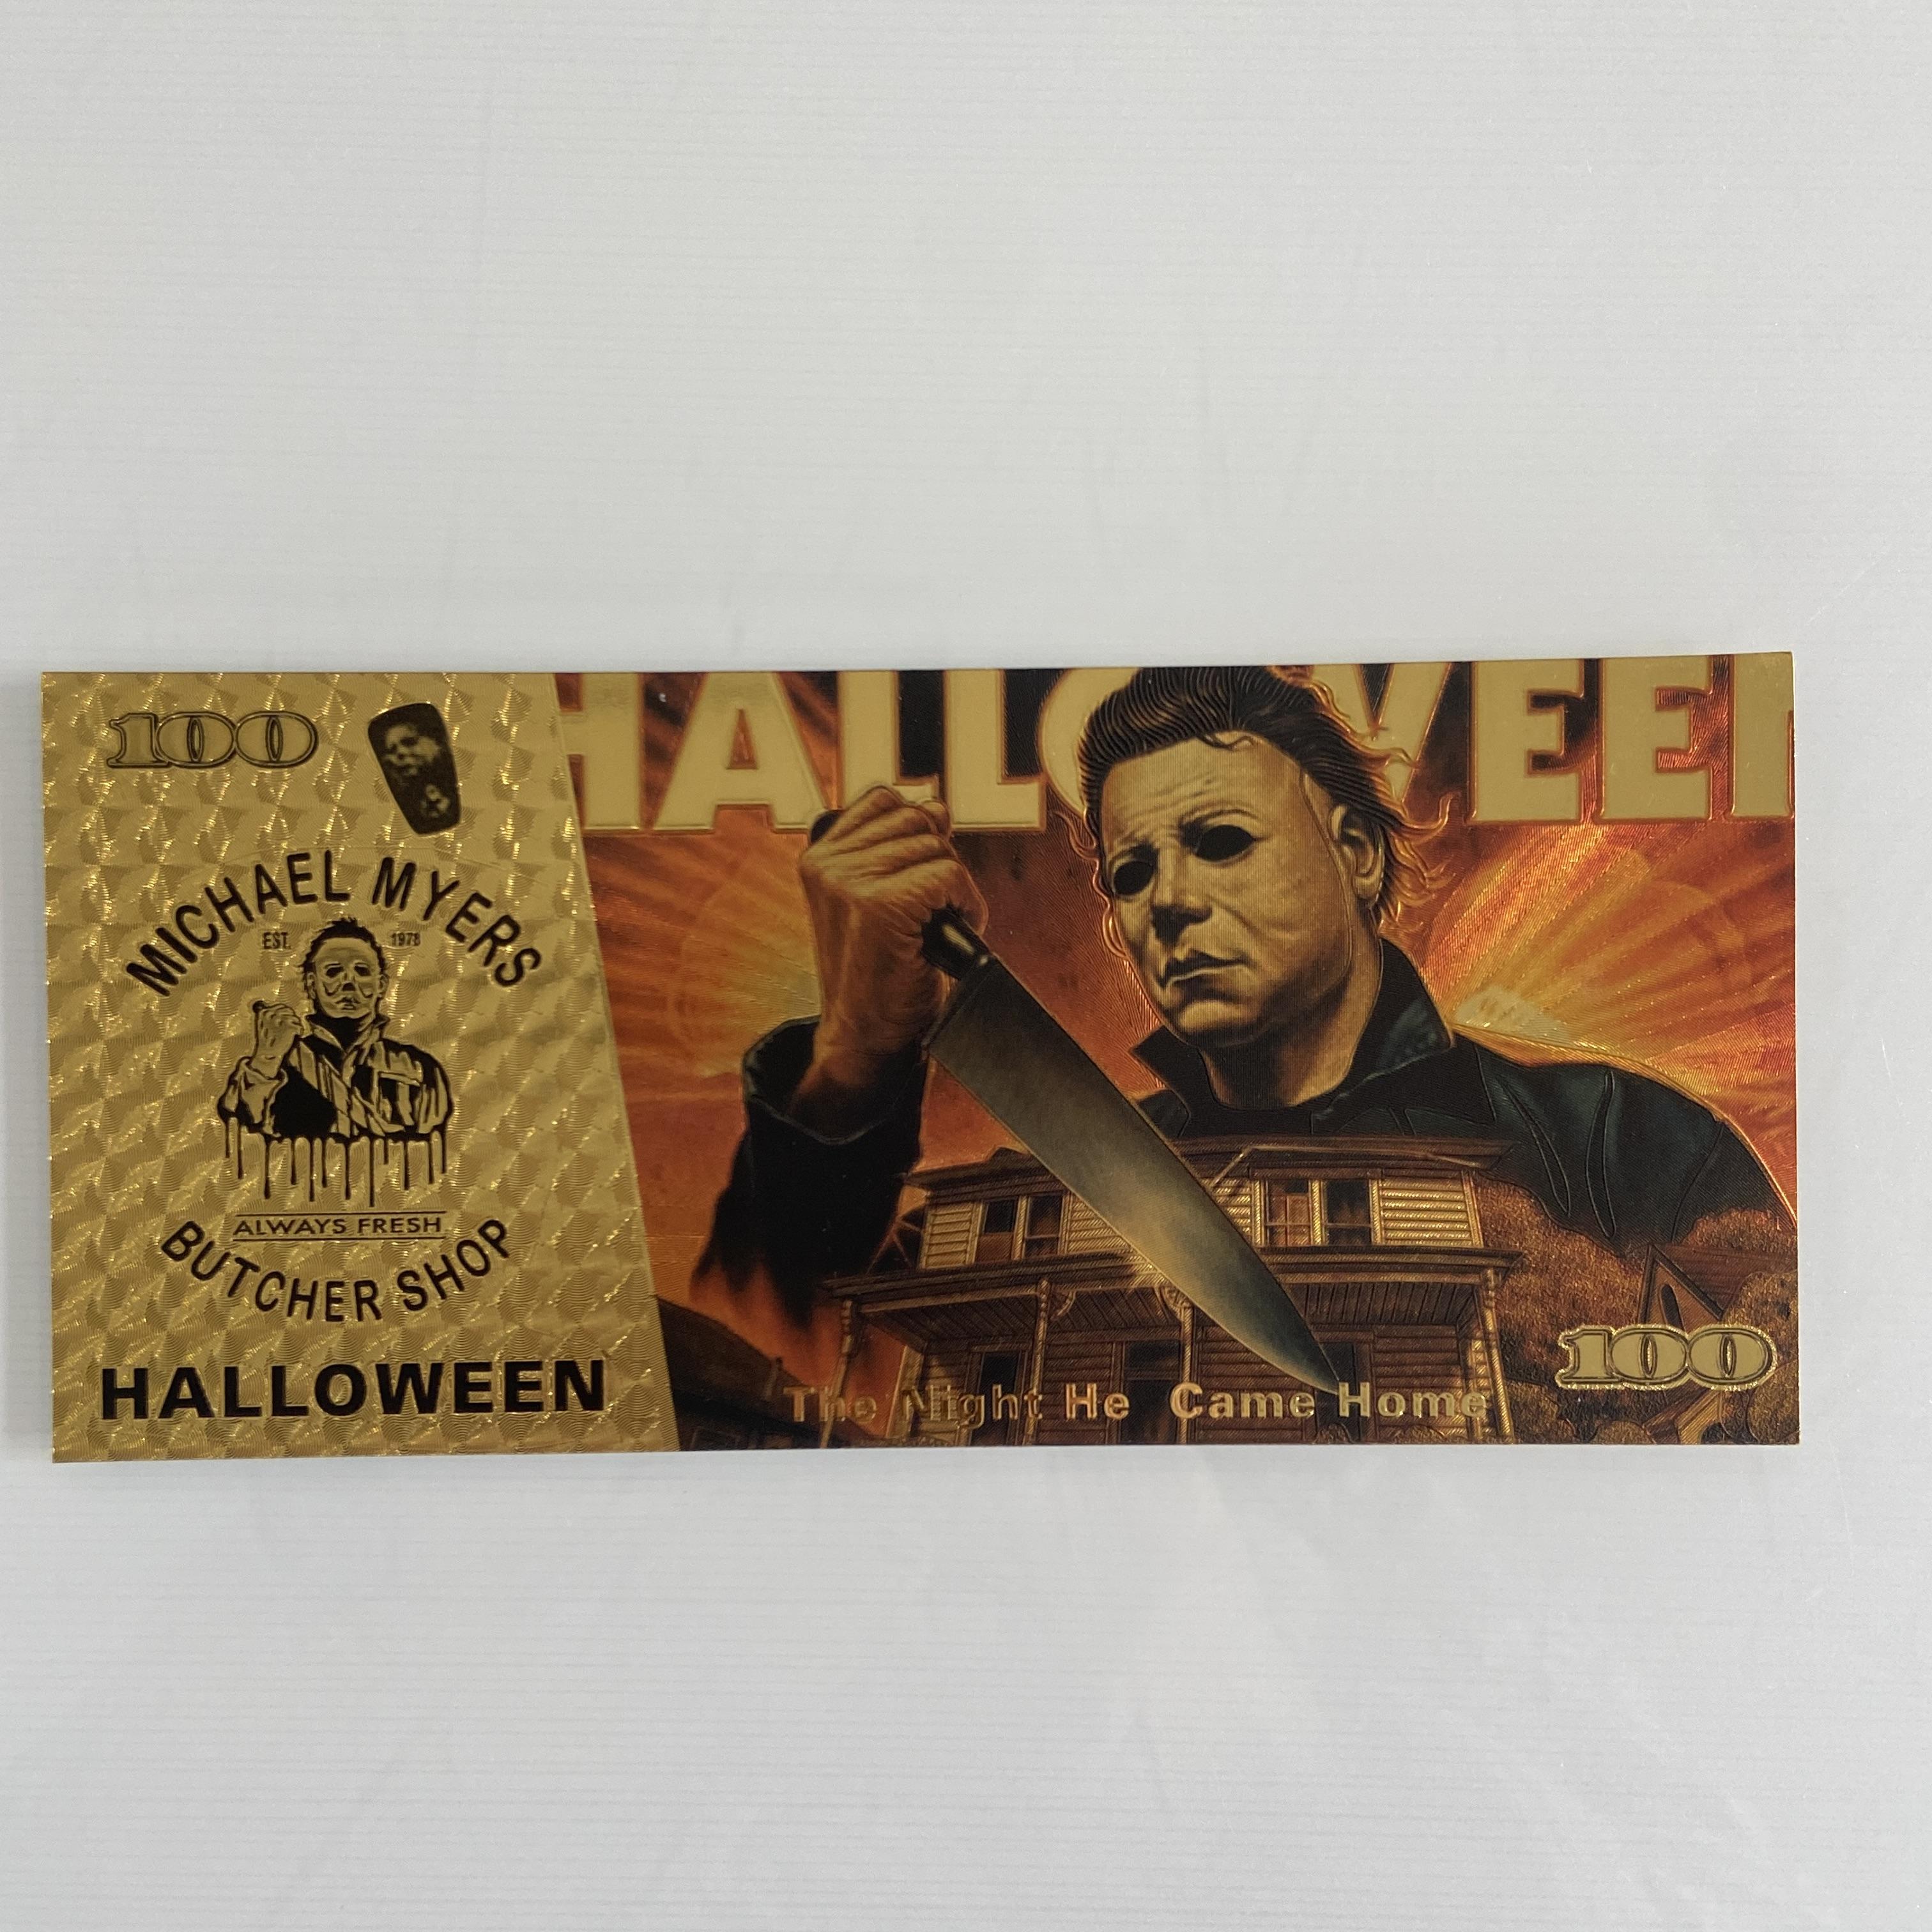 100
HALLOWEEN
MICHAEL MYERS
EST. 1978
ALWAYS FRESH
BUTCHER SHOP
HALLOWEEN
The Night He Came Home
100